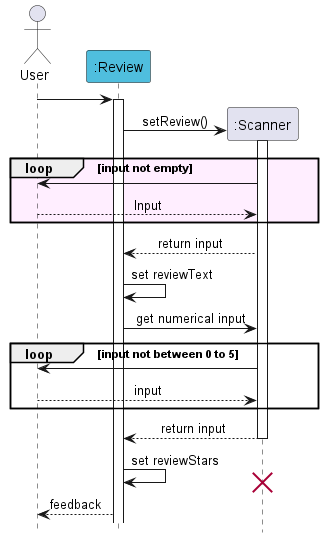 User
:Review
setReview()
:Scanner
loop [input not empty]
Input
return input
set reviewText
get numerical input
loop [input not between 0 to 5]
input
return input
set reviewStars
feedback